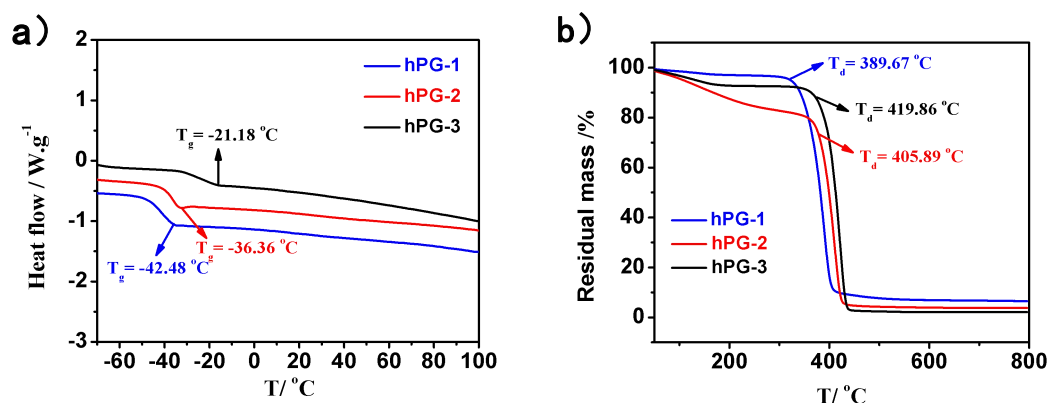 a)
2
1
0
-1
-2
-3
Heat flow / W.g-1
hPG-1
hPG-2
hPG-3
Tg= -21.18 oC
Tg= -36.36 oC
Tg= -42.48 oC
-60 -40 -20 0 20 40 60 80 100
T/ oC
b)
100
80
60
40
20
0
Residual mass /%
Td= 389.67 oC
Td= 419.86 oC
Td= 405.89 oC
hPG-1
hPG-2
hPG-3
200 400 600 800
T/ oC